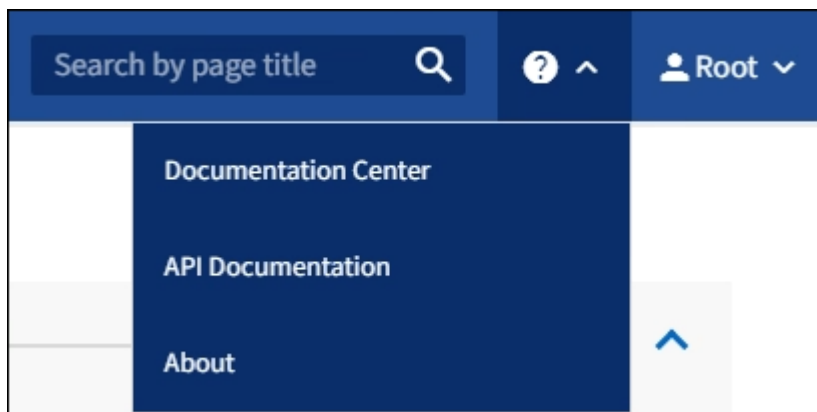 Search by page title
Root
Documentation Center
API Documentation
About